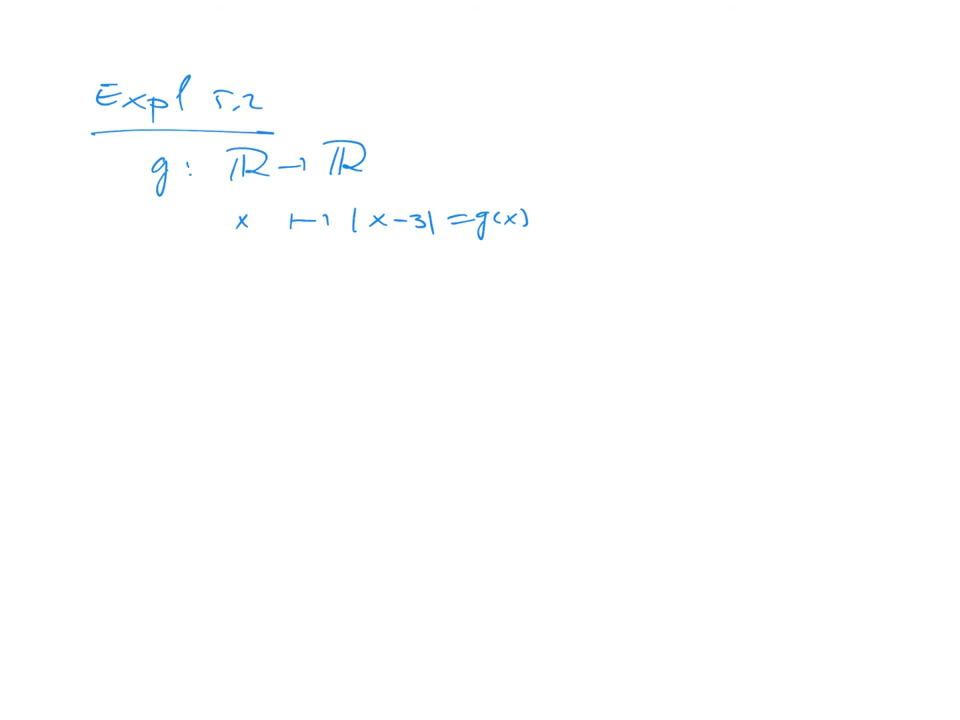 Expl 5.2
g: ℝ → ℝ
x ↦ |x-3| = g(x)